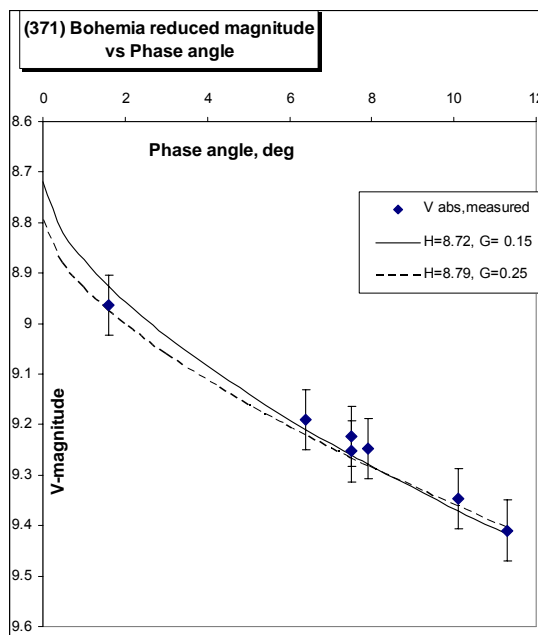 (371) Bohemia reduced magnitude
vs Phase angle
0 2 4 6 8 10 12
8.6
Phase angle, deg
8.7
8.8
8.9
9
9.1
9.2
9.3
9.4
9.5
9.6
V-magnitude
V abs,measured
H=8.72, G= 0.15
H=8.79, G=0.25